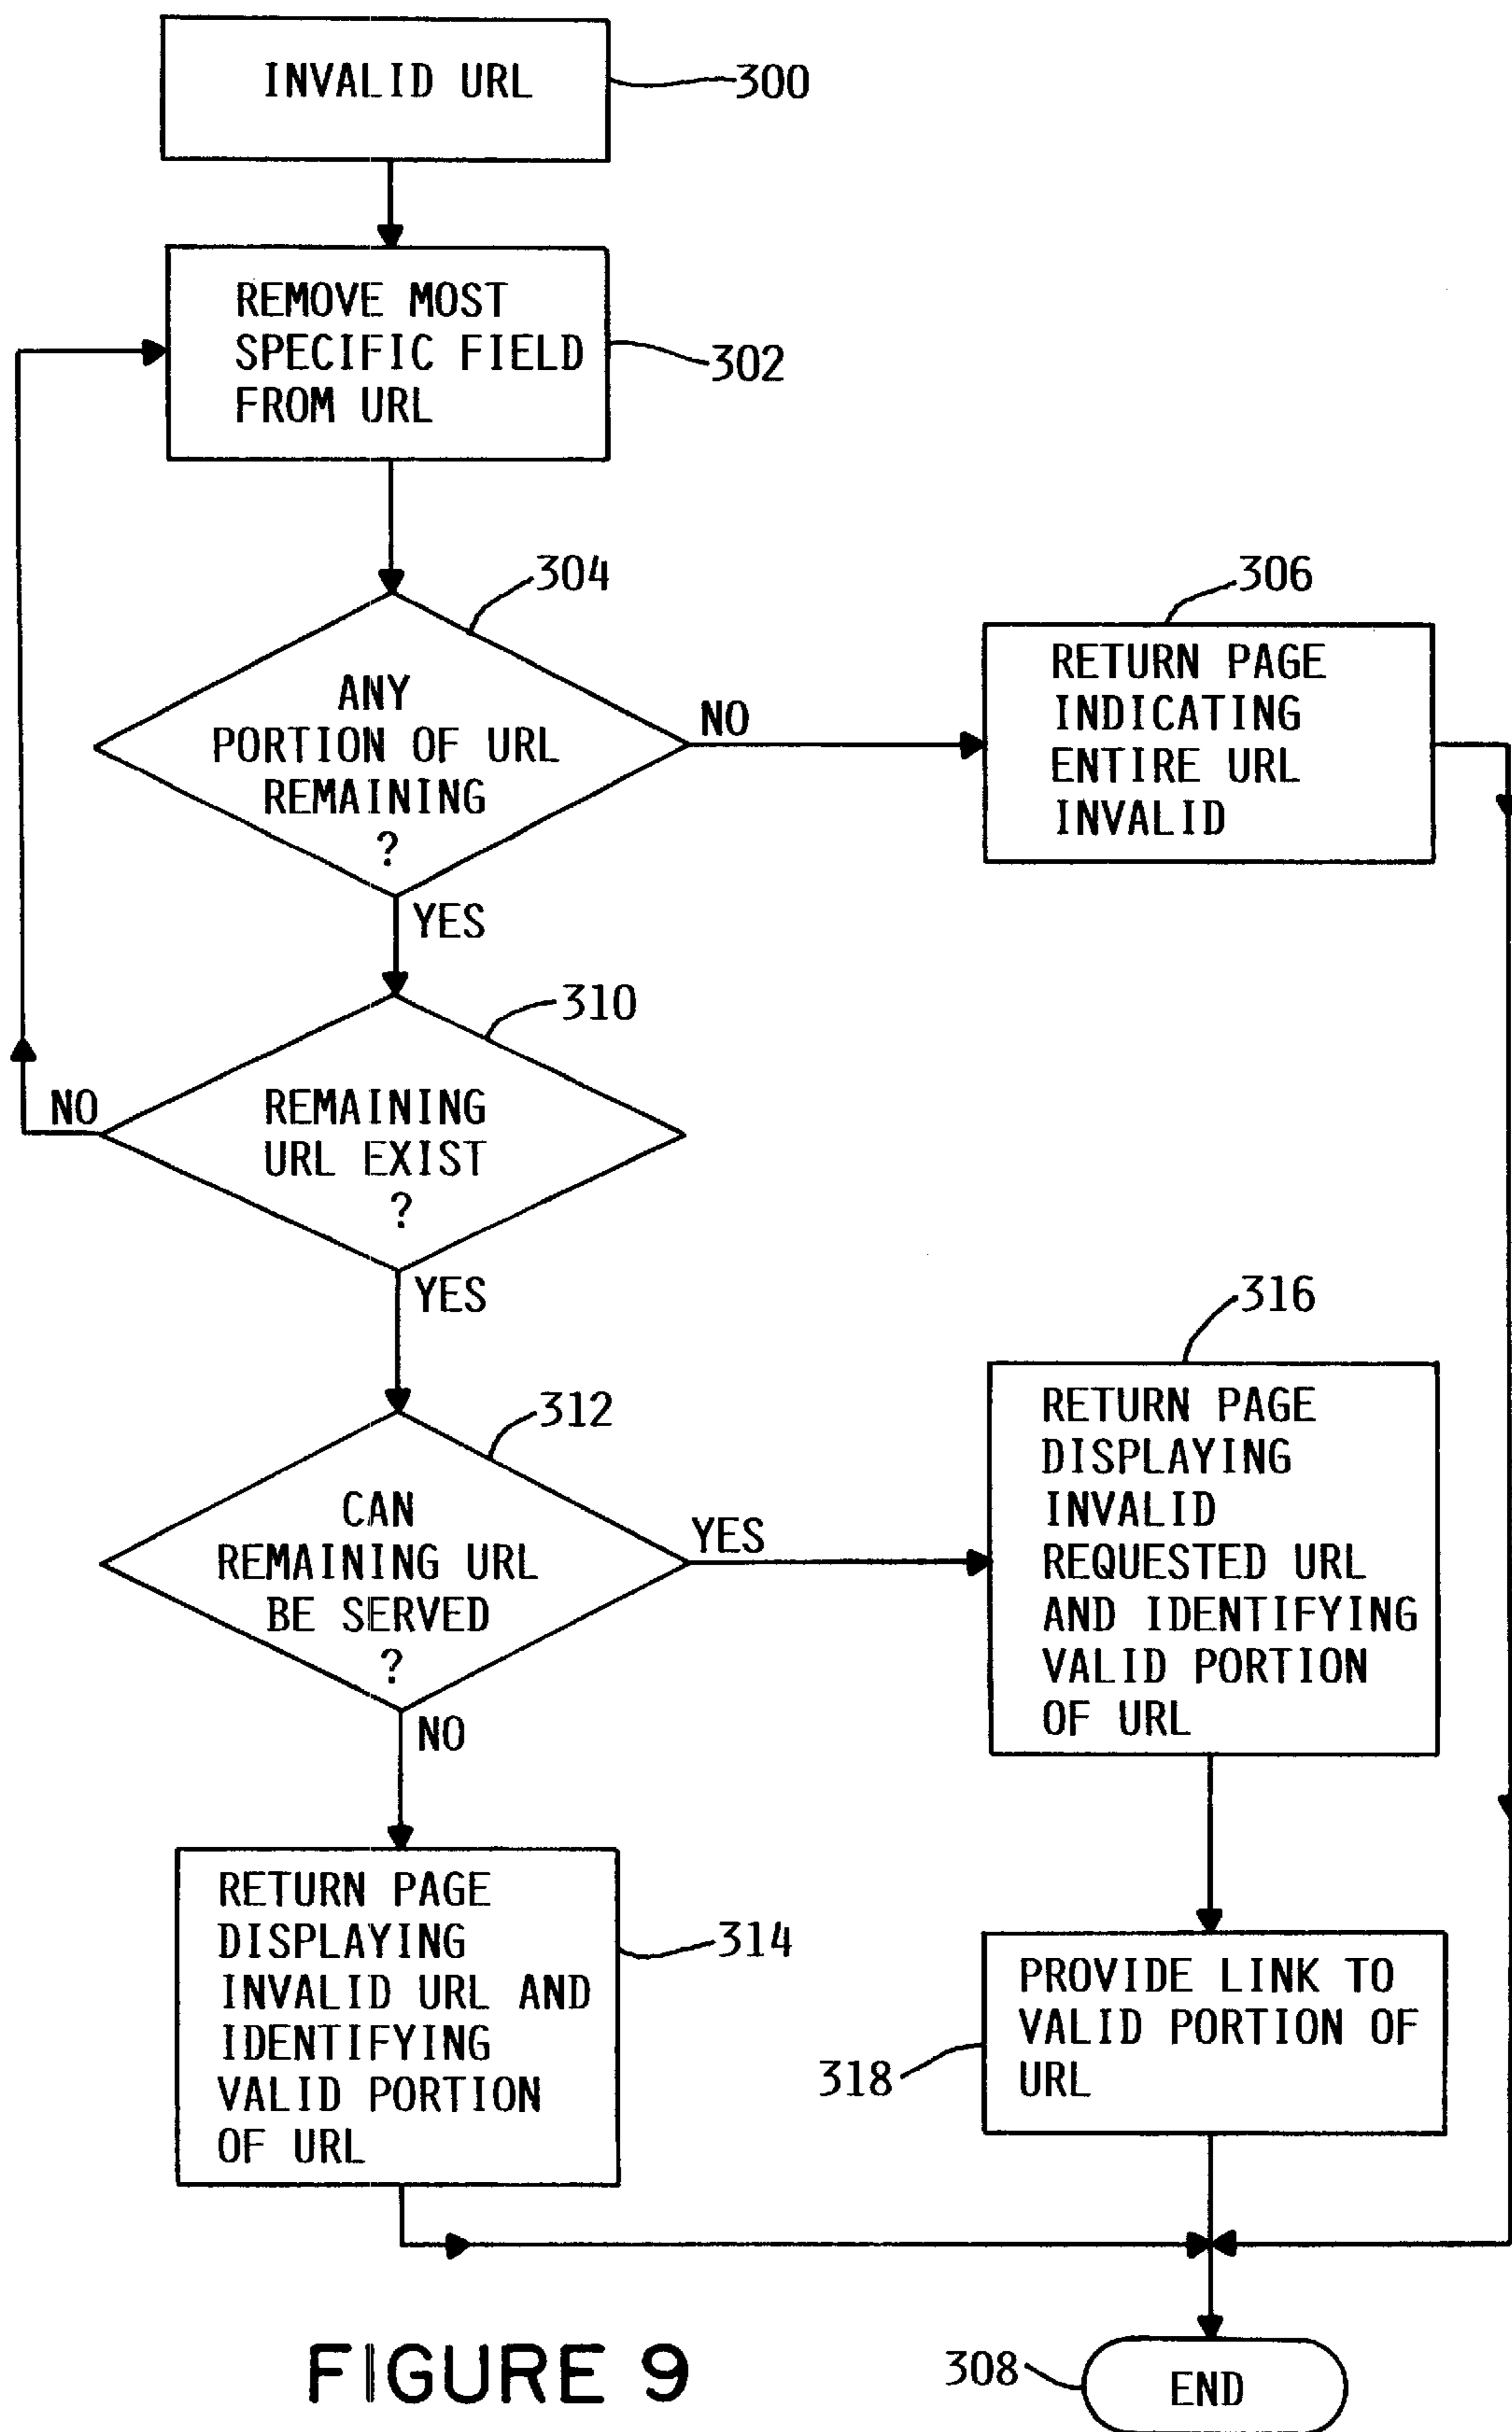 INVALID URL
300
REMOVE MOST
SPECIFIC FIELD
FROM URL
302
304
ANY
PORTION OF URL
REMAINING
?
NO
306
RETURN PAGE
INDICATING
ENTIRE URL
INVALID
YES
310
REMAINING
URL EXIST
?
NO
YES
312
CAN
REMAINING URL
BE SERVED
?
YES
316
RETURN PAGE
DISPLAYING
INVALID
REQUESTED URL
AND IDENTIFYING
VALID PORTION
OF URL
NO
RETURN PAGE
DISPLAYING
INVALID URL AND
IDENTIFYING
VALID PORTION
OF URL
314
PROVIDE LINK TO
VALID PORTION OF
URL
318
308
END
FIGURE 9